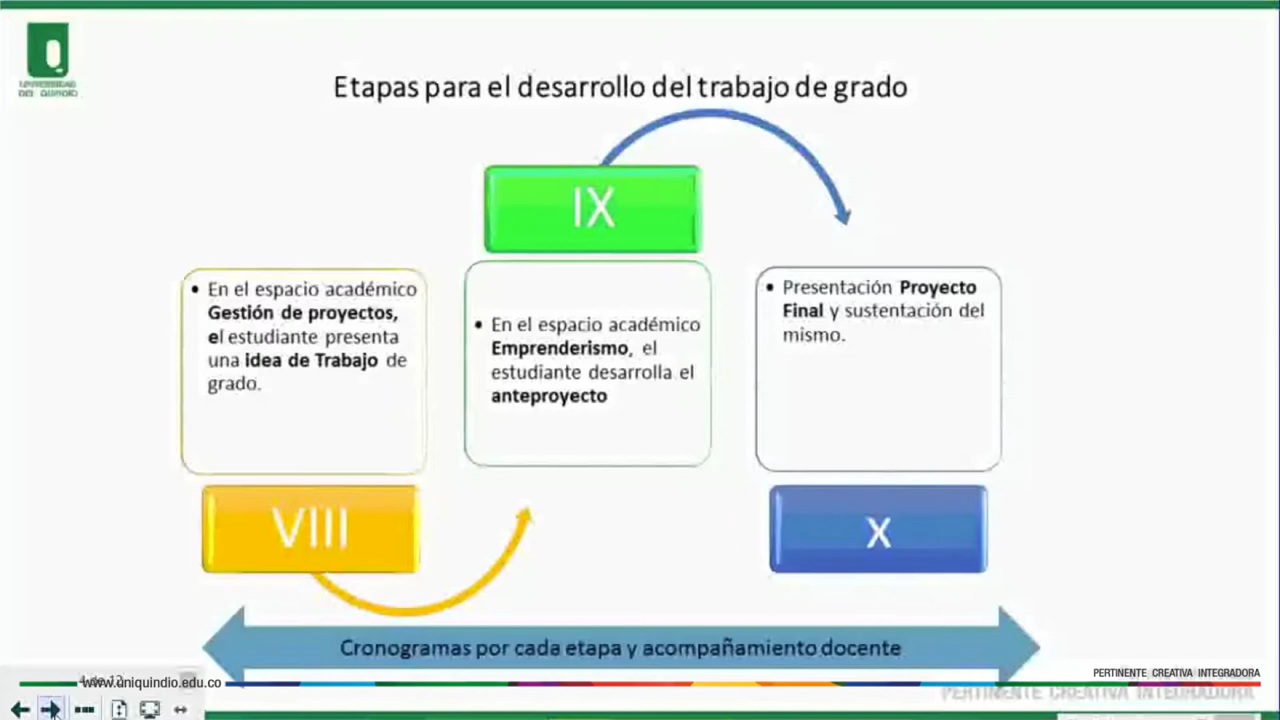 UNIVERSIDAD
DEL QUINDIO
Etapas para el desarrollo del trabajo de grado
IX
• En el espacio académico
Gestión de proyectos,
el estudiante presenta
una idea de Trabajo de
grado.
• En el espacio académico
Emprenderismo, el
estudiante desarrolla el
anteproyecto
• Presentación Proyecto
Final y sustentación del
mismo.
VIII
X
Cronogramas por cada etapa y acompañamiento docente
www.uniquindio.edu.co
PERTINENTE CREATIVA INTEGRADORA
PERTINENTE CREATIVA INTEGRADORA